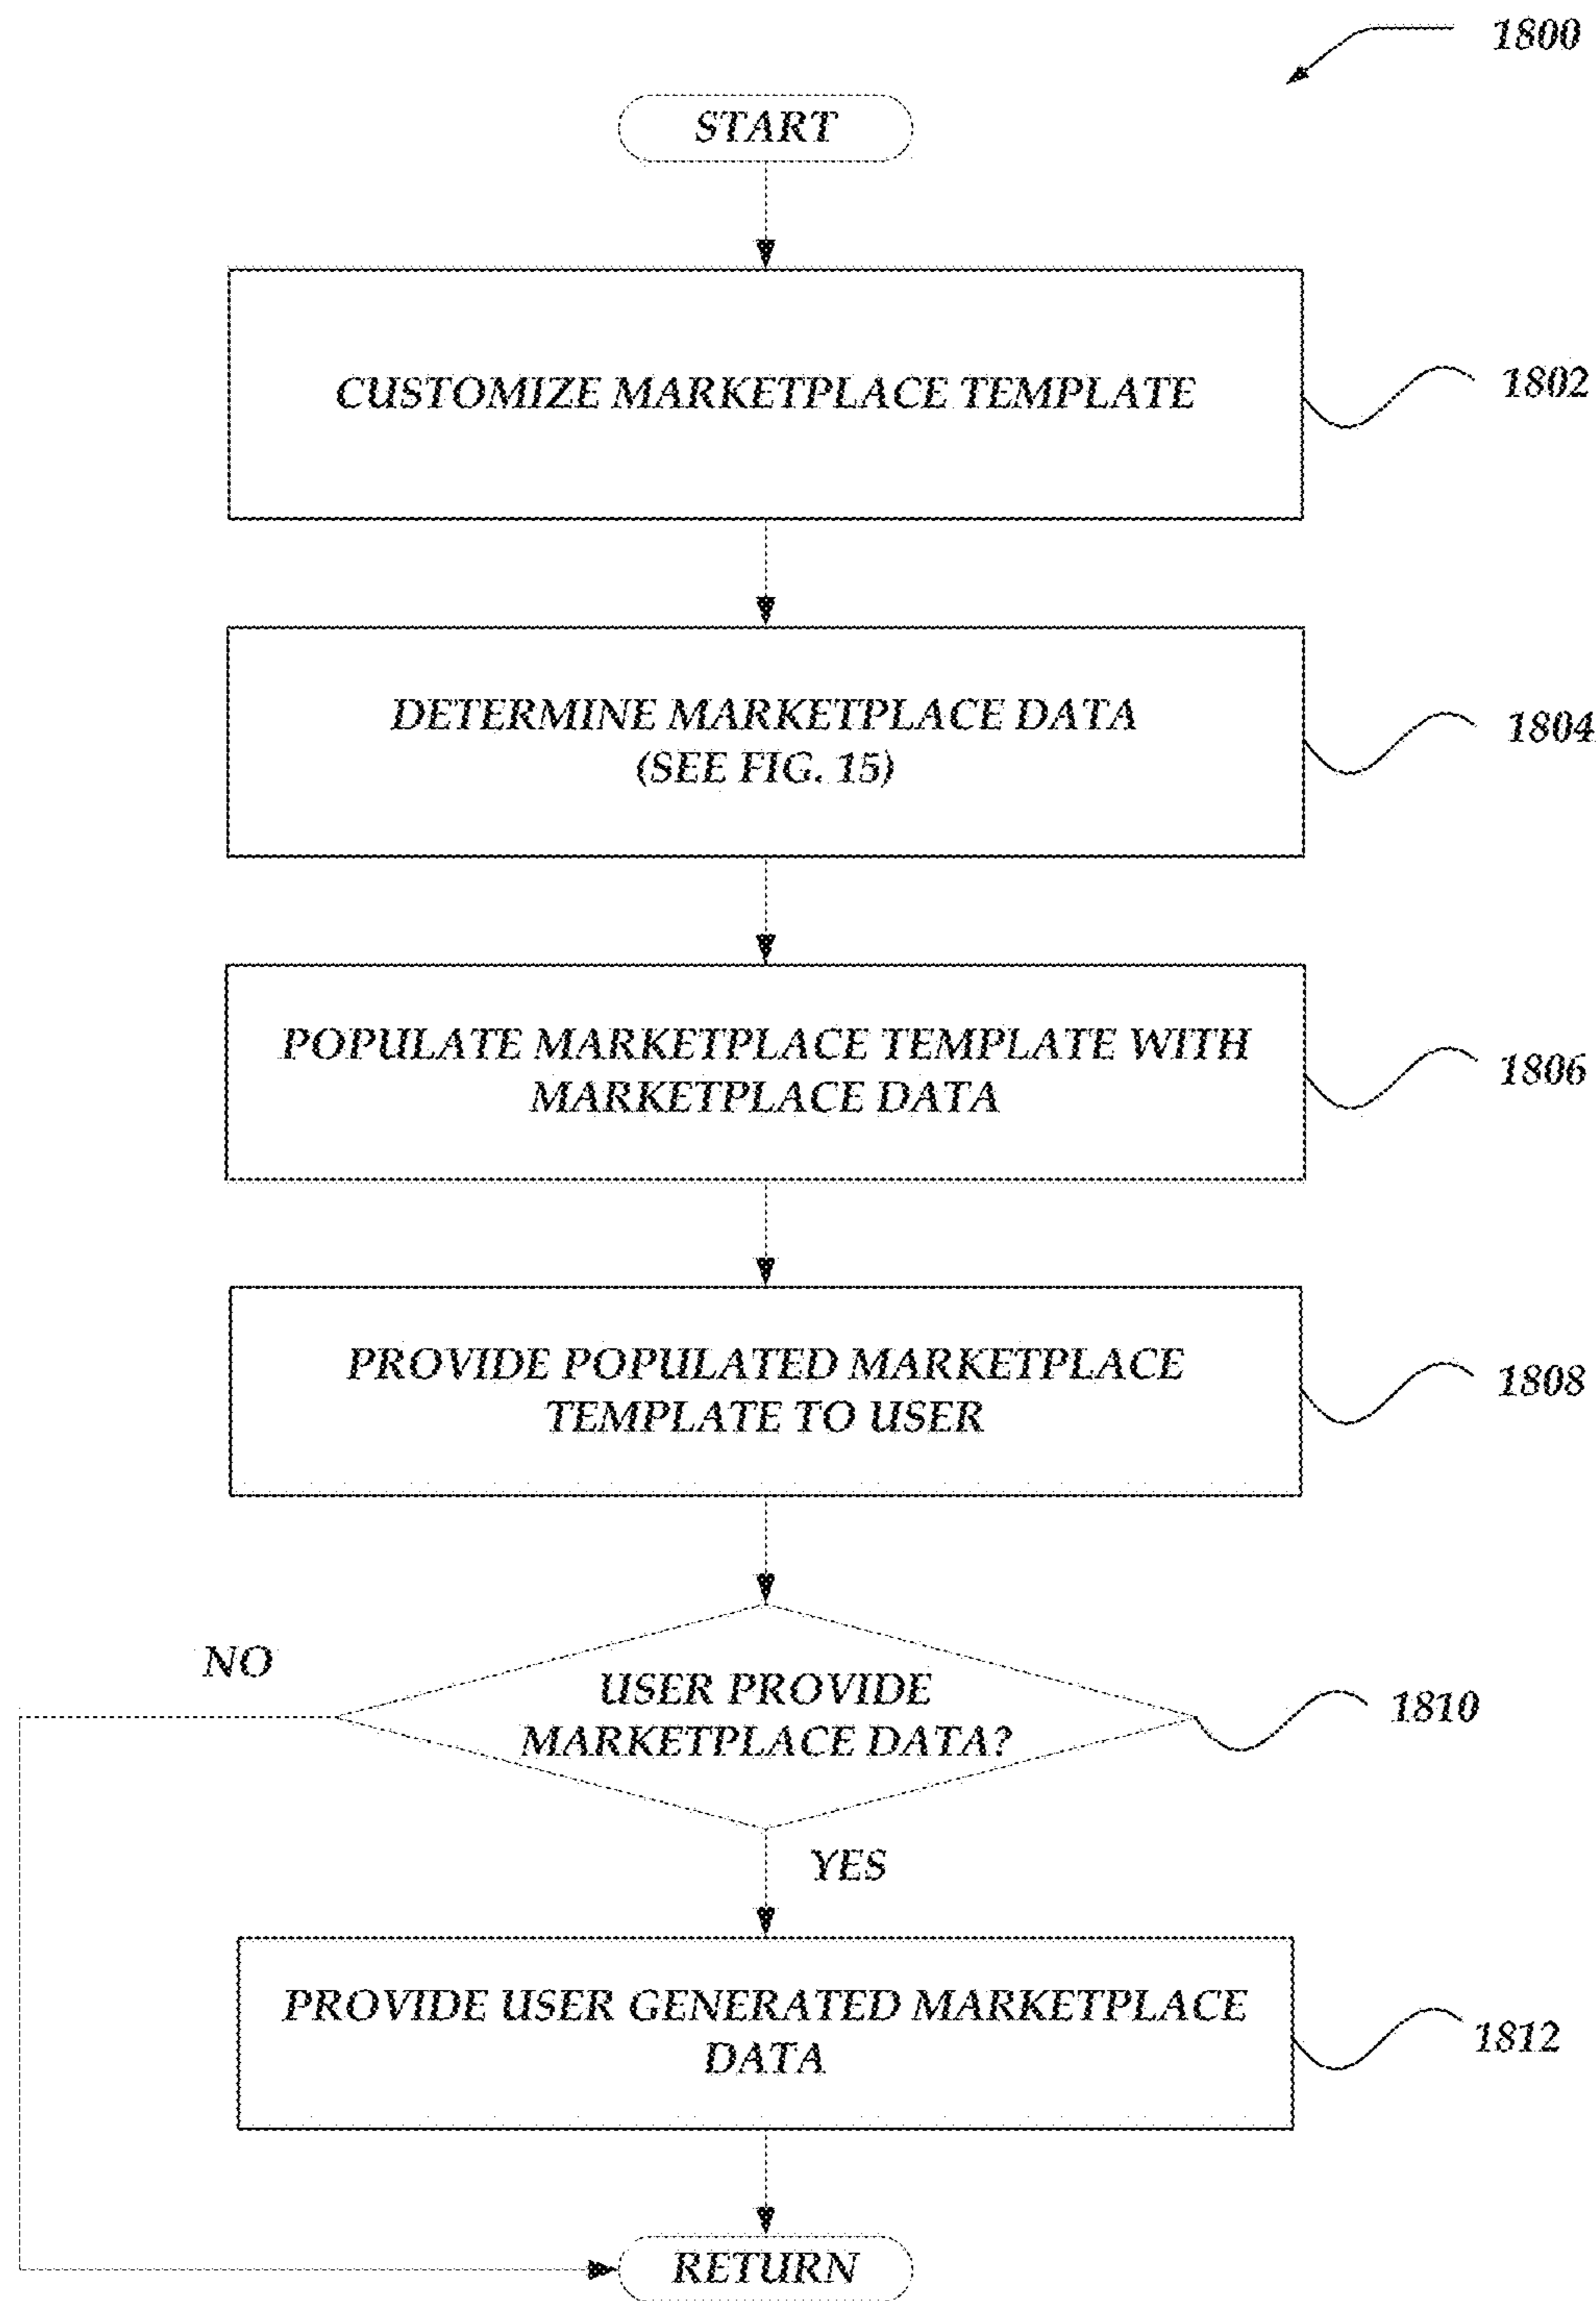 1800
START
CUSTOMIZE MARKETPLACE TEMPLATE
1802
DETERMINE MARKETPLACE DATA
(SEE FIG. 15)
1804
POPULATE MARKETPLACE TEMPLATE WITH
MARKETPLACE DATA
1806
PROVIDE POPULATED MARKETPLACE
TEMPLATE TO USER
1808
NO
USER PROVIDE
MARKETPLACE DATA?
1810
YES
PROVIDE USER GENERATED MARKETPLACE
DATA
1812
RETURN